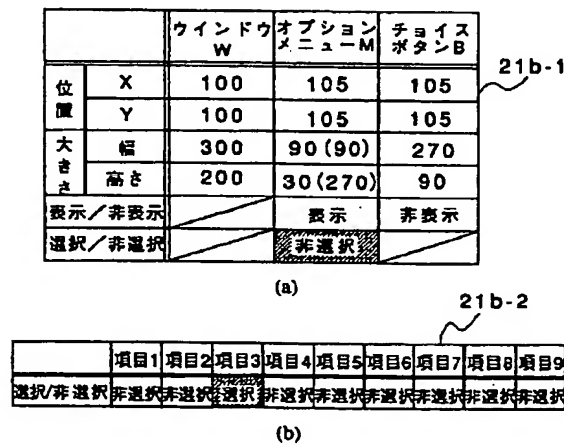 ウインドウW オプションメニューM チョイスボタンB
21b-1
位置 X 100 105 105
Y 100 105 105
大きさ 幅 300 90(90) 270
高さ 200 30(270) 90
表示/非表示 表示 非表示
選択/非選択 非選択
(a)
21b-2
項目1 項目2 項目3 項目4 項目5 項目6 項目7 項目8 項目9
選択/非選択 非選択 非選択 選択 非選択 非選択 非選択 非選択 非選択 非選択
(b)